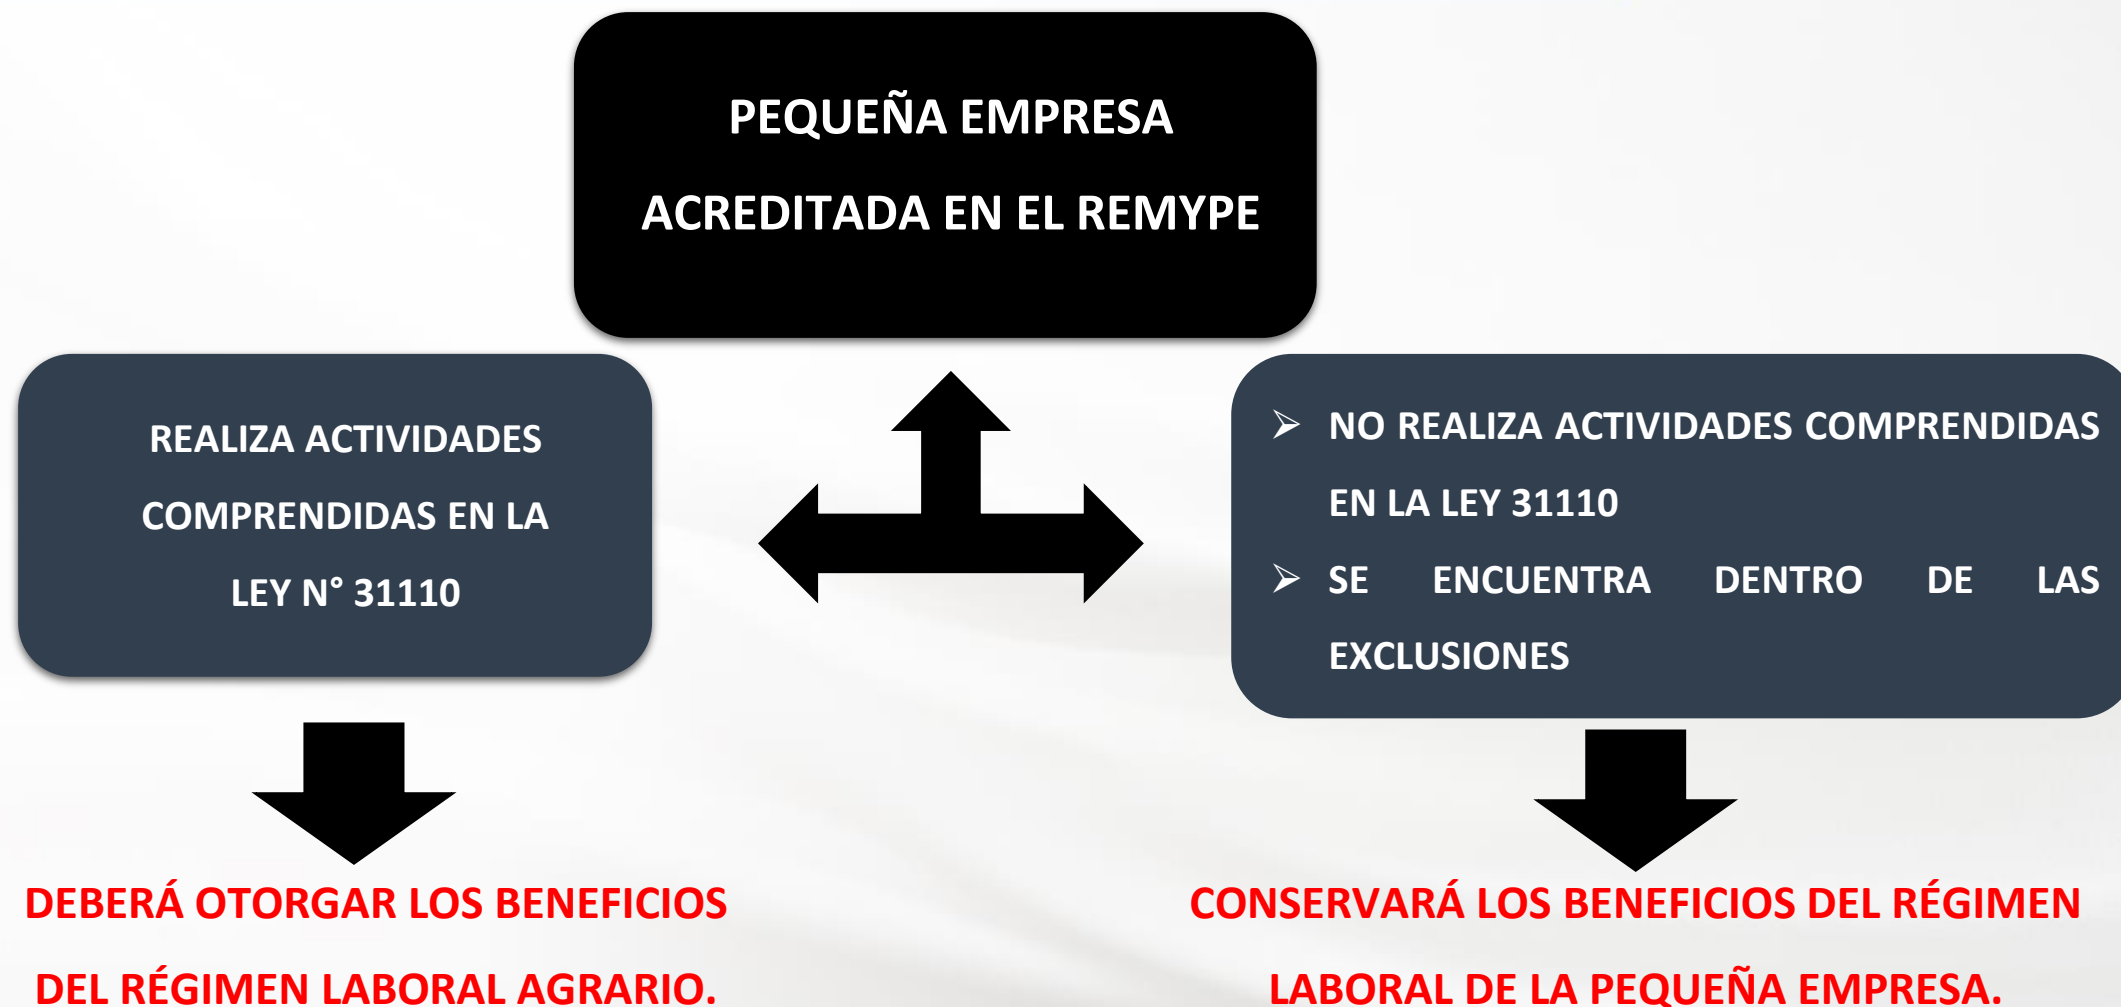 PEQUEÑA EMPRESA
ACREDITADA EN EL REMYPE
REALIZA ACTIVIDADES
COMPRENDIDAS EN LA
LEY N° 31110
➢ NO REALIZA ACTIVIDADES COMPRENDIDAS
EN LA LEY 31110
➢ SE ENCUENTRA DENTRO DE LAS
EXCLUSIONES
DEBERÁ OTORGAR LOS BENEFICIOS
DEL RÉGIMEN LABORAL AGRARIO.
CONSERVARÁ LOS BENEFICIOS DEL RÉGIMEN
LABORAL DE LA PEQUEÑA EMPRESA.